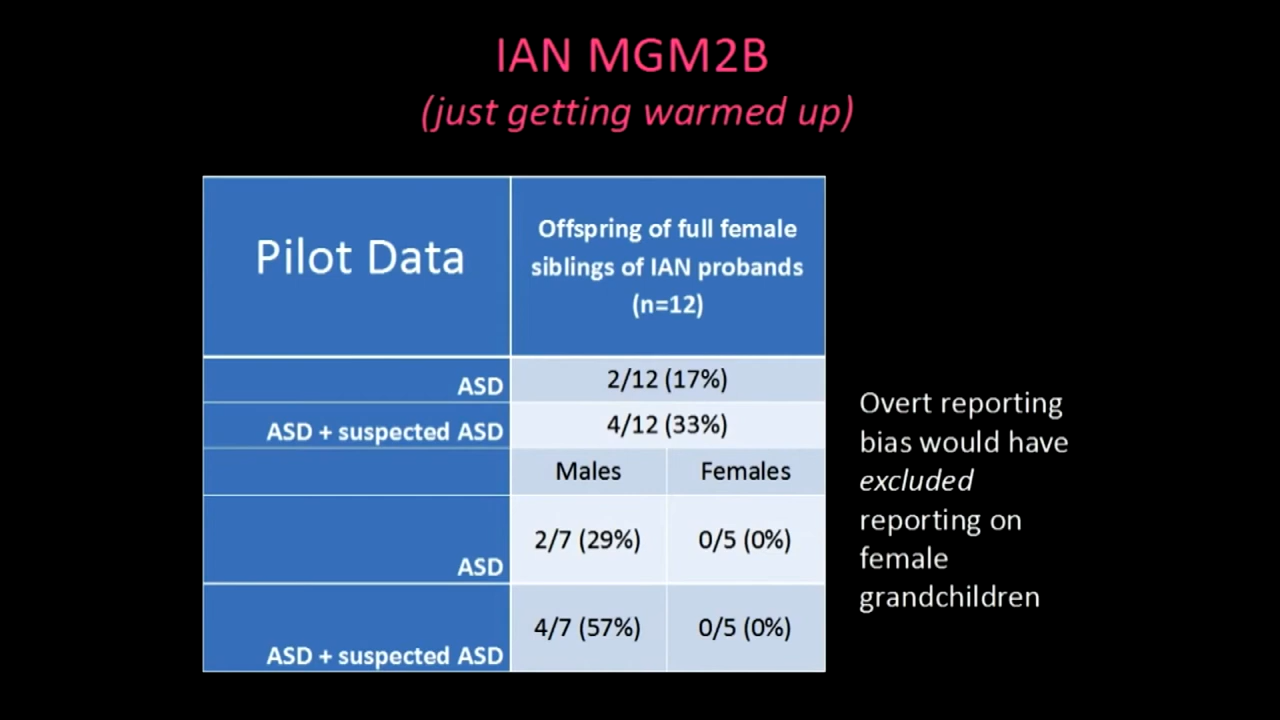 IAN MGM2B
(just getting warmed up)
Pilot Data
Offspring of full female
siblings of IAN probands
(n=12)
ASD
2/12 (17%)
ASD + suspected ASD
4/12 (33%)
Males
Females
ASD
2/7 (29%)
0/5 (0%)
ASD + suspected ASD
4/7 (57%)
0/5 (0%)
Overt reporting
bias would have
excluded
reporting on
female
grandchildren